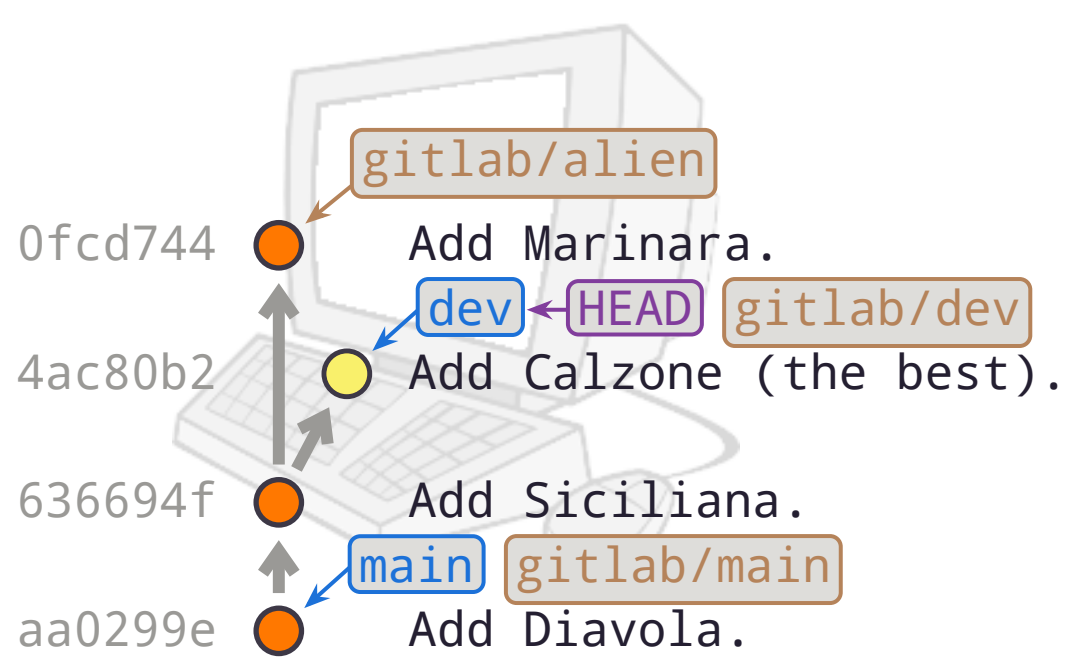 gitlab/alien
0fcd744 Add Marinara.
dev HEAD gitlab/dev
4ac80b2 Add Calzone (the best).
636694f Add Siciliana.
main gitlab/main
aa0299e Add Diavola.